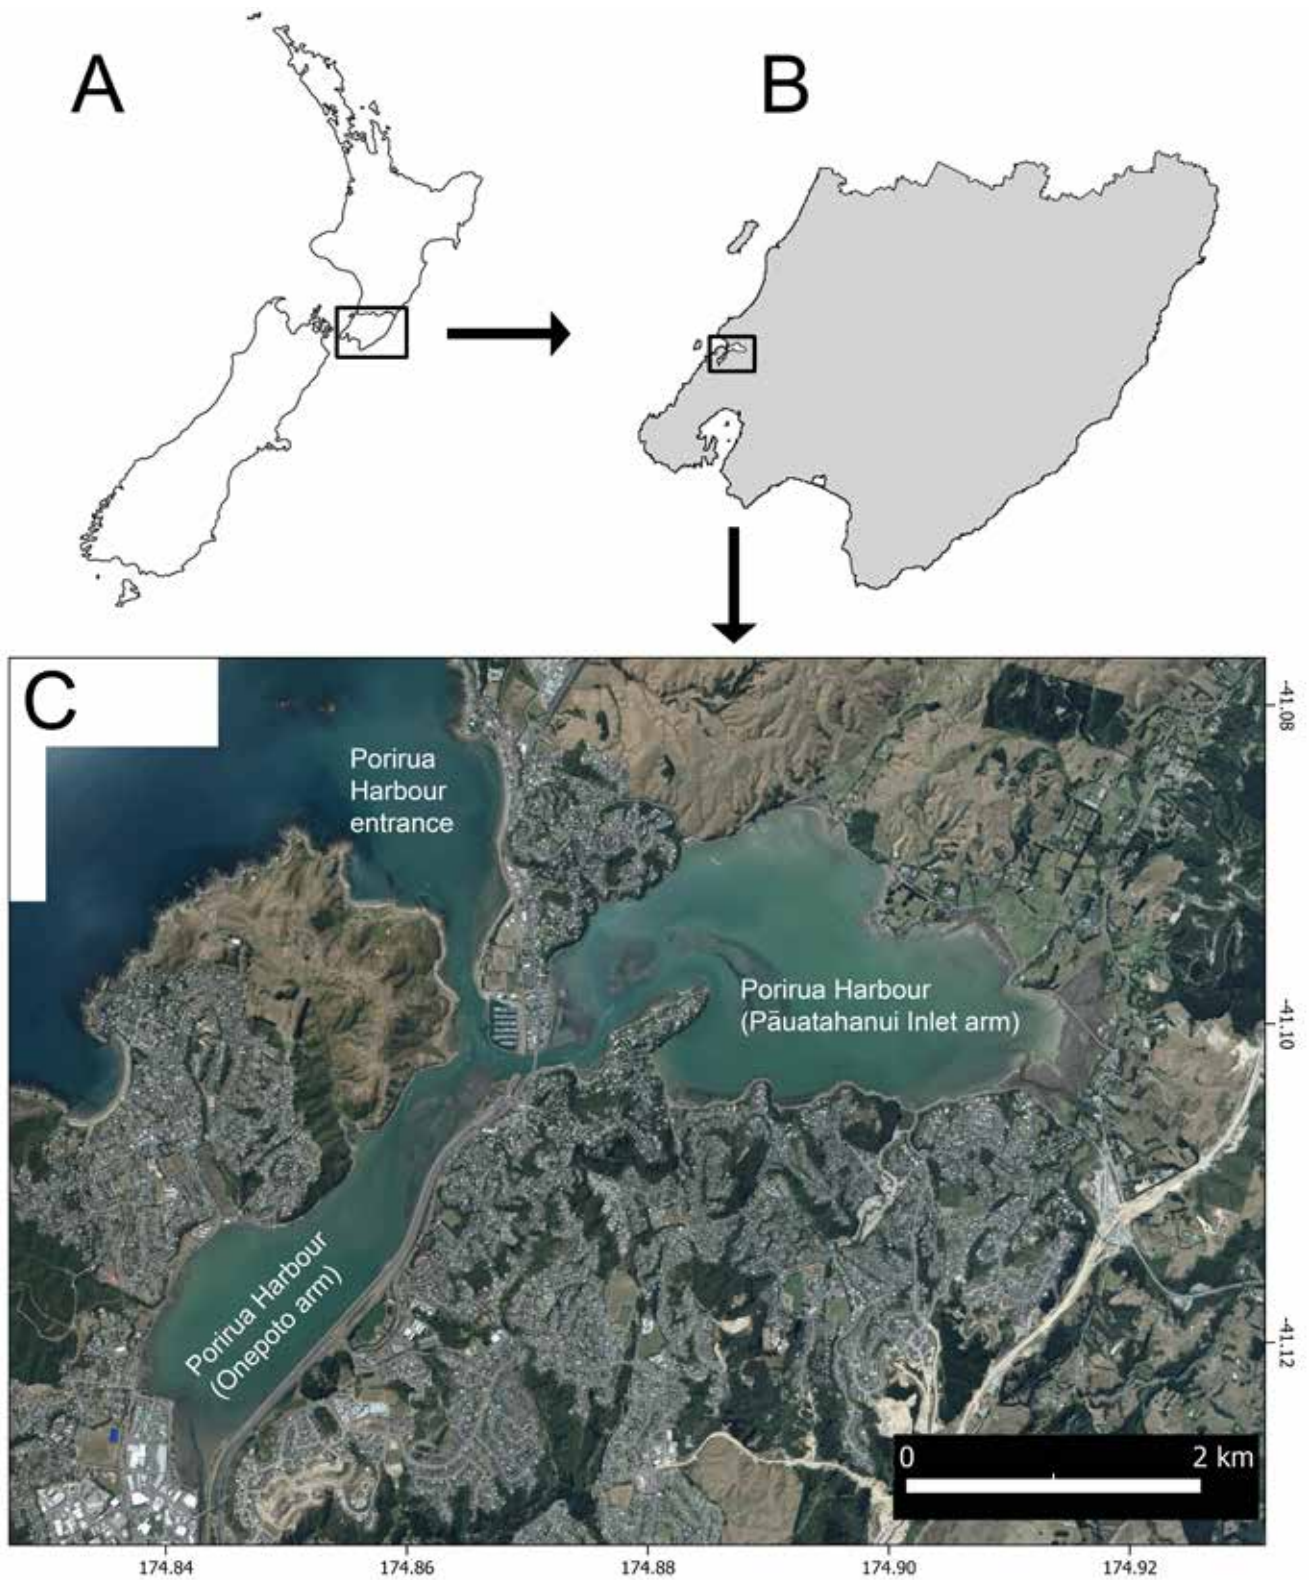 A
B
C
Porirua
Harbour
entrance
Porirua Harbour
(Pāuatahanui Inlet arm)
Porirua Harbour
(Onepoto arm)
-41.08
-41.10
-41.12
0
2 km
174.84
174.86
174.88
174.90
174.92